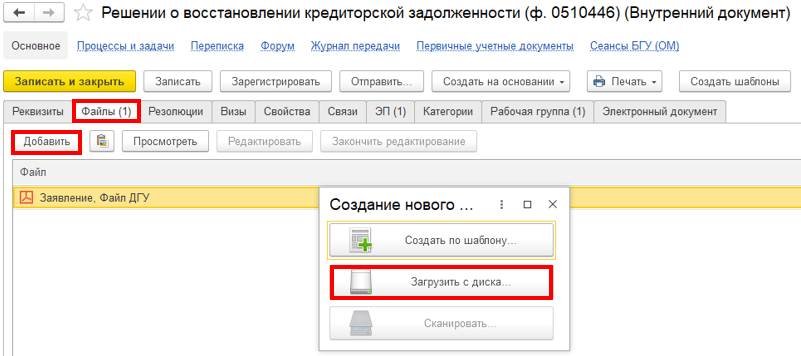 Решении о восстановлении кредиторской задолженности (ф. 0510446) (Внутренний документ)
Основное Процессы и задачи Переписка Форум Журнал передачи Первичные учетные документы Сеансы БГУ (ОМ)
Записать и закрыть Записать Зарегистрировать Отправить... Создать на основании Печать Создать шаблоны
Реквизиты Файлы (1) Резолюции Визы Свойства Связи ЭП (1) Категории Рабочая группа (1) Электронный документ
Добавить Просмотреть Редактировать Закончить редактирование
Файл
Заявление, Файл ДГУ
Создание нового ...
Создать по шаблону...
Загрузить с диска...
Сканировать...